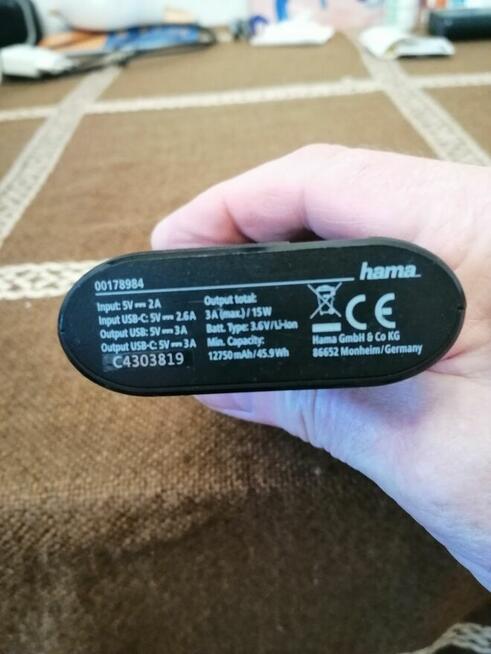 00178984
hama
Input: 5V⎓2A
Input USB-C: 5V⎓2.6A
Output USB: 5V⎓3A
Output USB-C: 5V⎓3A
C4303819
Output total:
3A (max.) / 15W
Batt. Type: 3.6V/Li-ion
Min. Capacity:
12750mAh/45.9Wh
CE
Hama GmbH & Co KG
86652 Monheim/Germany